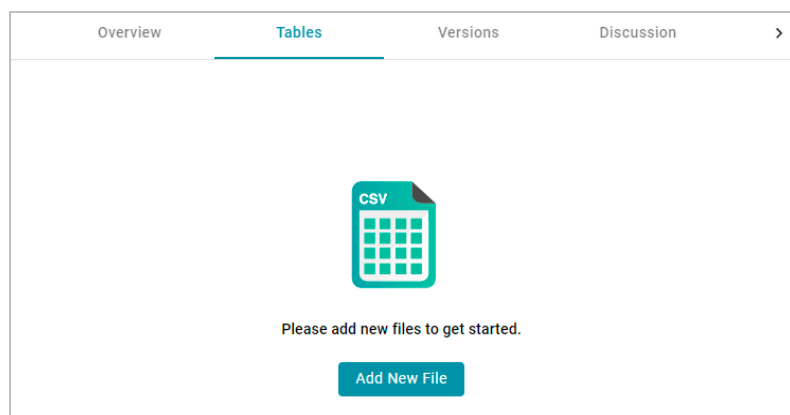 Overview Tables Versions Discussion
CSV
Please add new files to get started.
Add New File